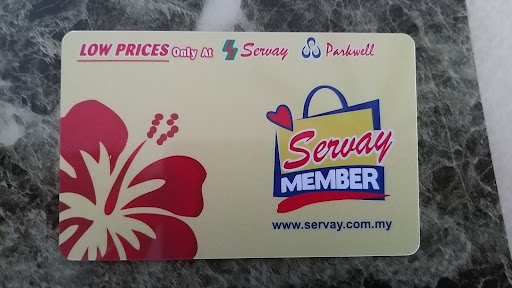 LOW PRICES Only At Servay Parkwell
Servay
MEMBER
www.servay.com.my